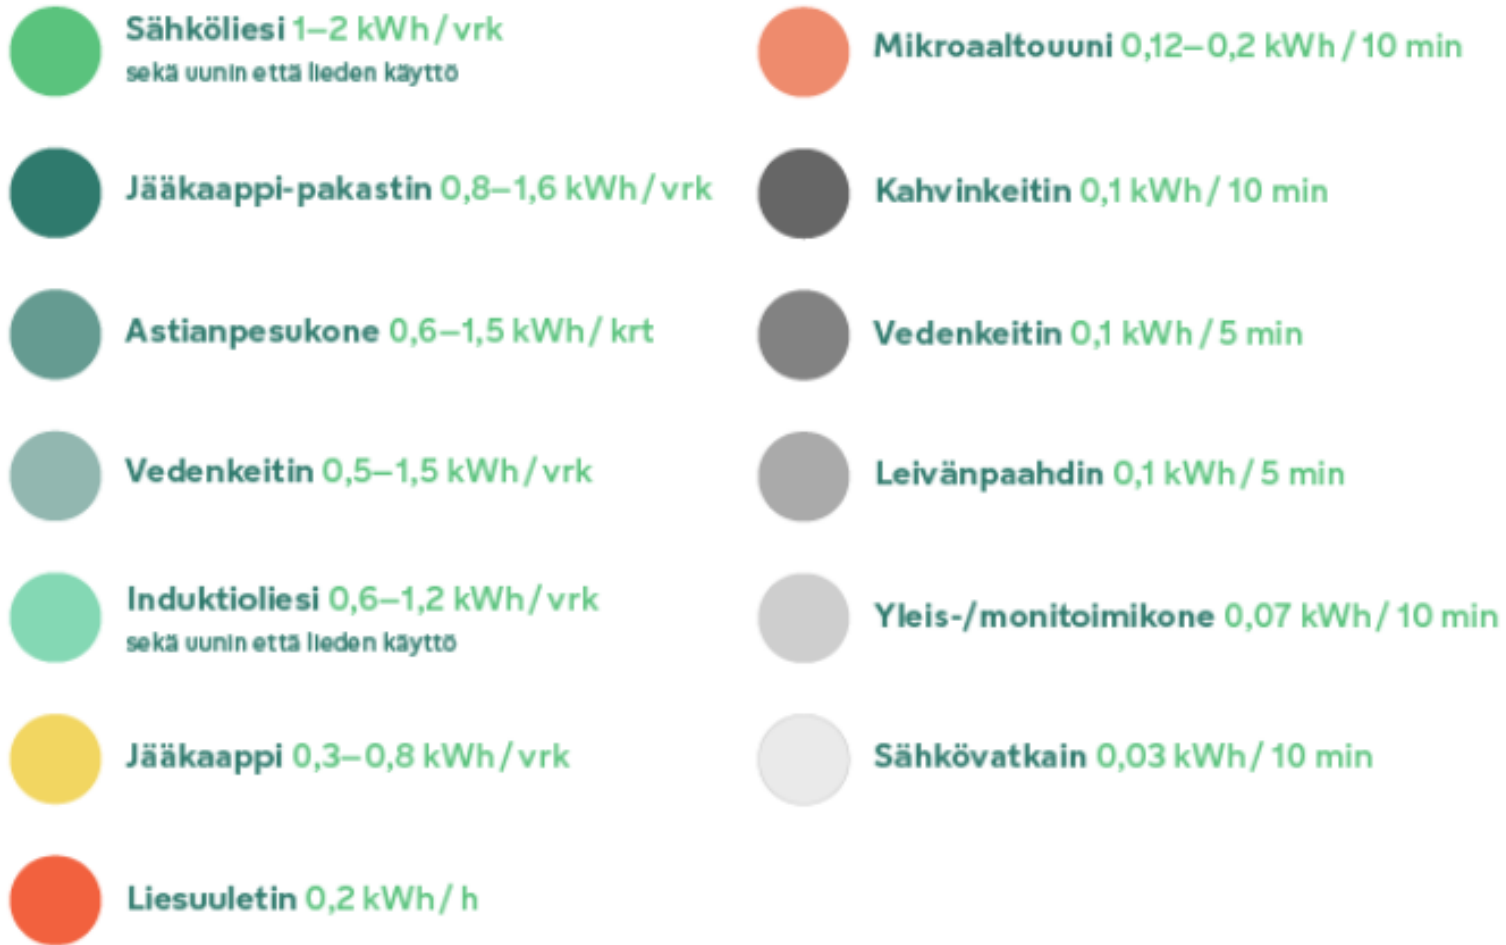 Sähköliesi 1–2 kWh/vrk
sekä uunin että lieden käyttö
Jääkaappi-pakastin 0,8–1,6 kWh/vrk
Astianpesukone 0,6–1,5 kWh/krt
Vedenkeitin 0,5–1,5 kWh/vrk
Induktioliesi 0,6–1,2 kWh/vrk
sekä uunin että lieden käyttö
Jääkaappi 0,3–0,8 kWh/vrk
Liesuuletin 0,2 kWh/h
Mikroaaltouuni 0,12–0,2 kWh/10 min
Kahvinkeitin 0,1 kWh/10 min
Vedenkeitin 0,1 kWh/5 min
Leivänpaahdin 0,1 kWh/5 min
Yleis-/monitoimikone 0,07 kWh/10 min
Sähkövatkain 0,03 kWh/10 min